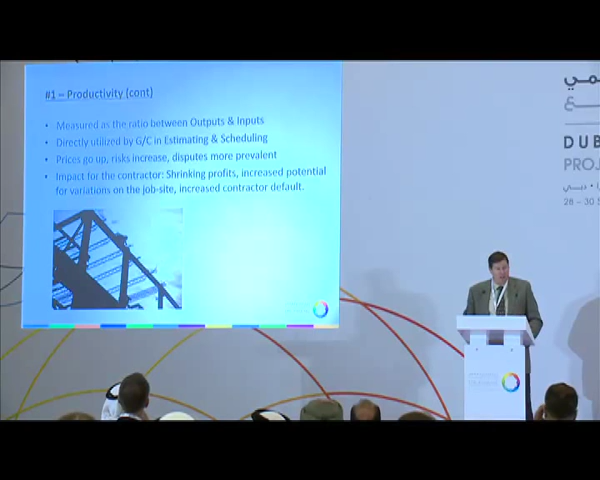 #1 – Productivity (cont)
• Measured as the ratio between Outputs & Inputs
• Directly utilized by G/C in Estimating & Scheduling
• Prices go up, risks increase, disputes more prevalent
• Impact for the contractor: Shrinking profits, increased potential
for variations on the job-site, increased contractor default.
DUB
PROJ
28 - 30 S